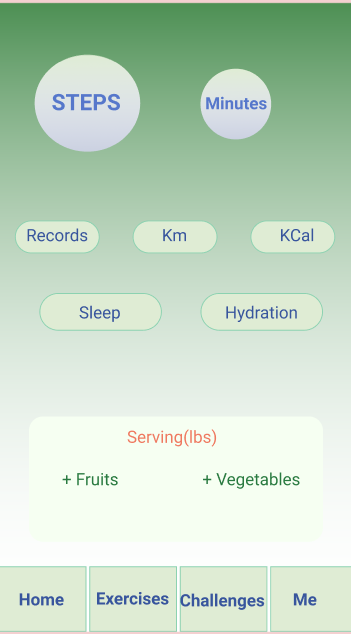 STEPS
Minutes
Records
Km
KCal
Sleep
Hydration
Serving(lbs)
+ Fruits
+ Vegetables
Home
Exercises
Challenges
Me